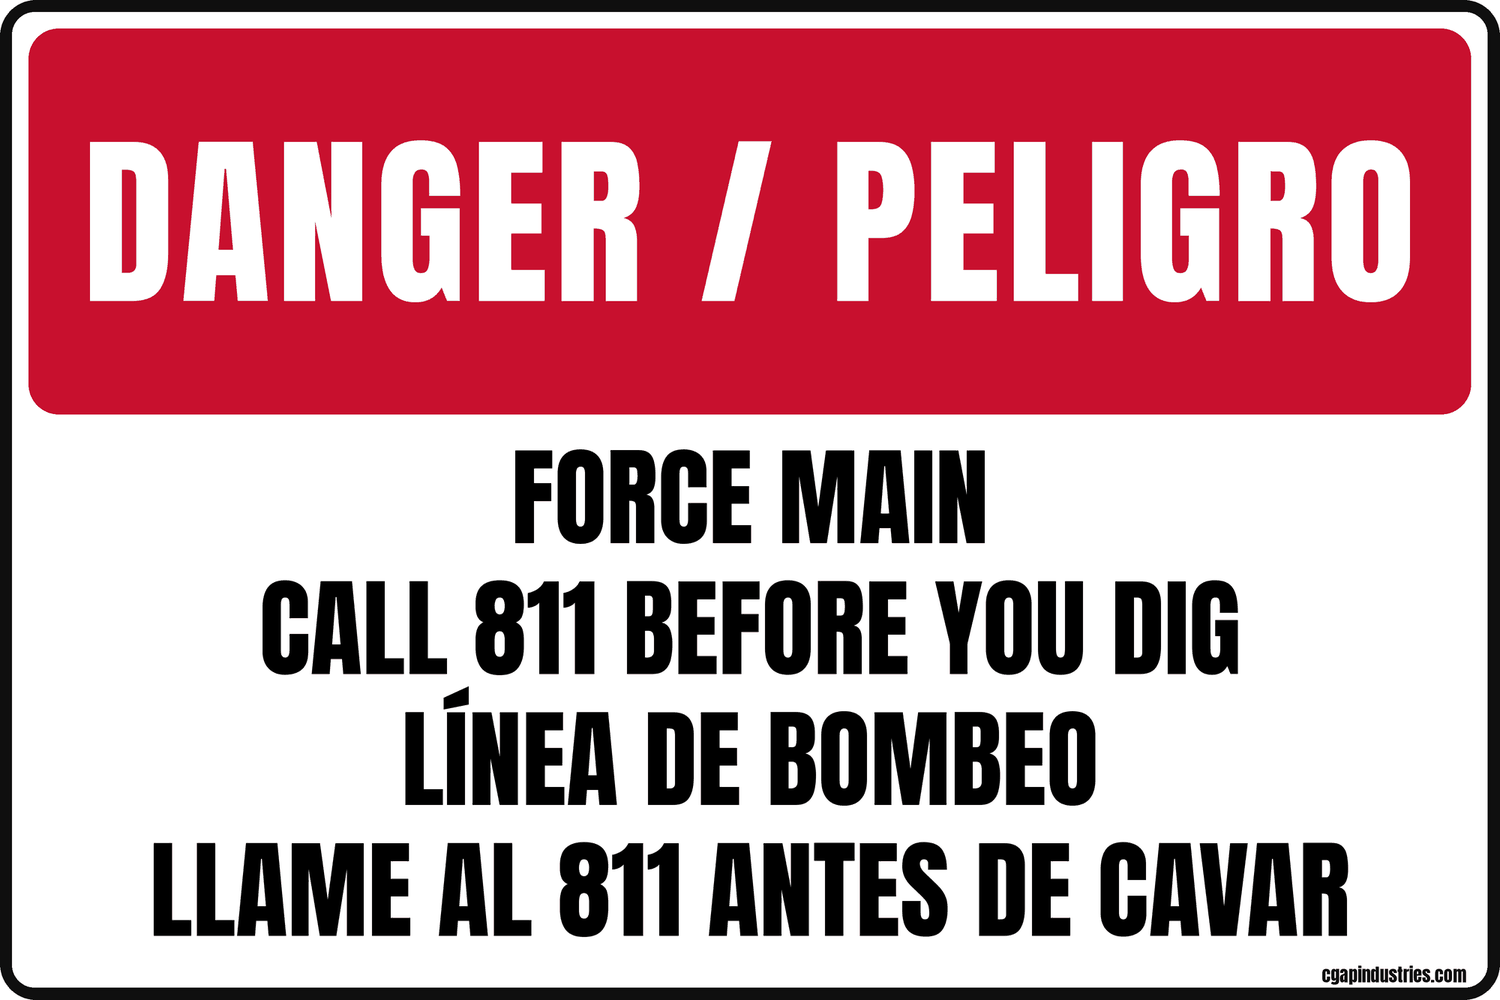 DANGER / PELIGRO
FORCE MAIN
CALL 811 BEFORE YOU DIG
LÍNEA DE BOMBEO
LLAME AL 811 ANTES DE CAVAR
cgapindustries.com